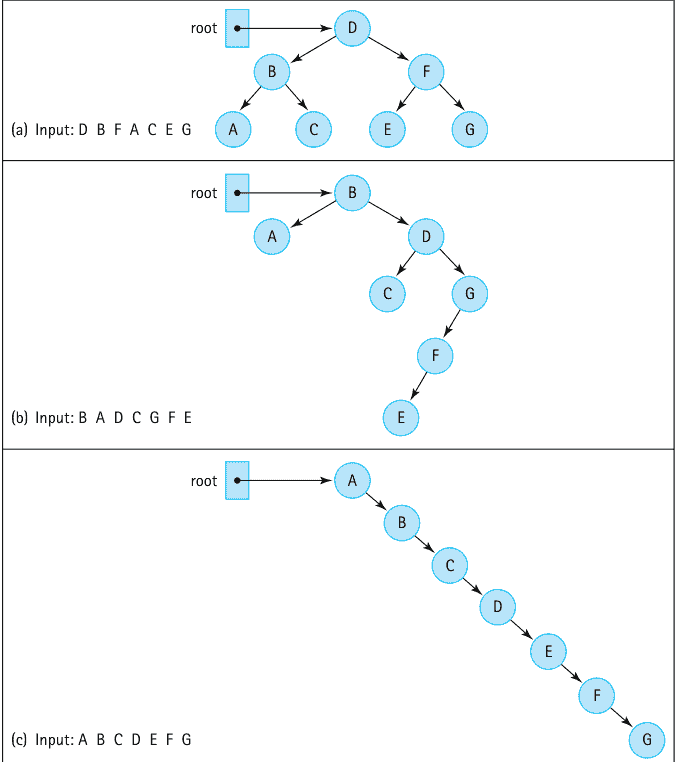 root
D
B F
A C E G
(a) Input: D B F A C E G
root
B
A D
C G
F
E
(b) Input: B A D C G F E
root
A
B
C
D
E
F
G
(c) Input: A B C D E F G